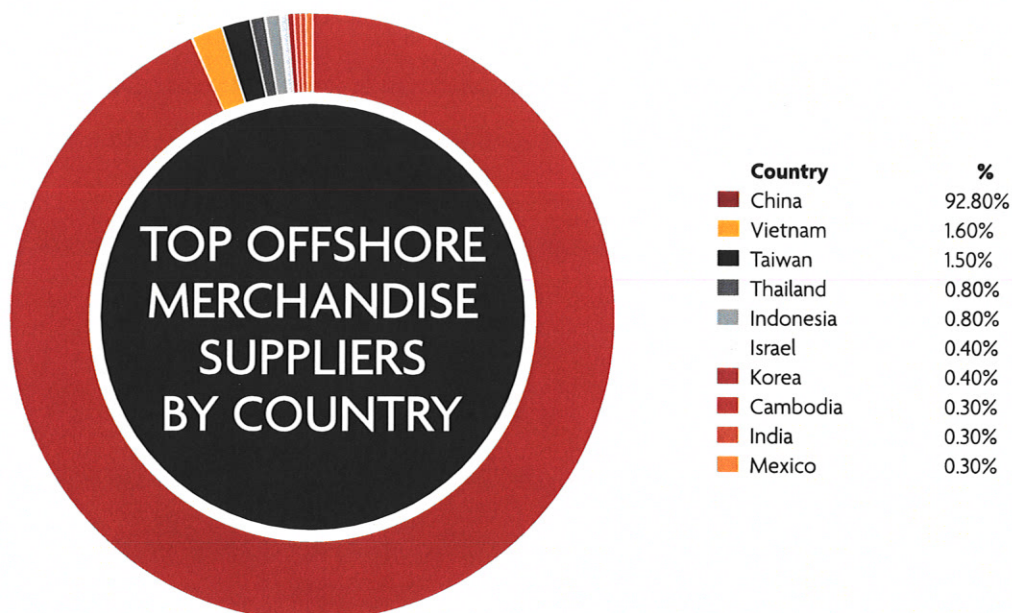 TOP OFFSHORE
MERCHANDISE
SUPPLIERS
BY COUNTRY
Country %
China 92.80%
Vietnam 1.60%
Taiwan 1.50%
Thailand 0.80%
Indonesia 0.80%
Israel 0.40%
Korea 0.40%
Cambodia 0.30%
India 0.30%
Mexico 0.30%